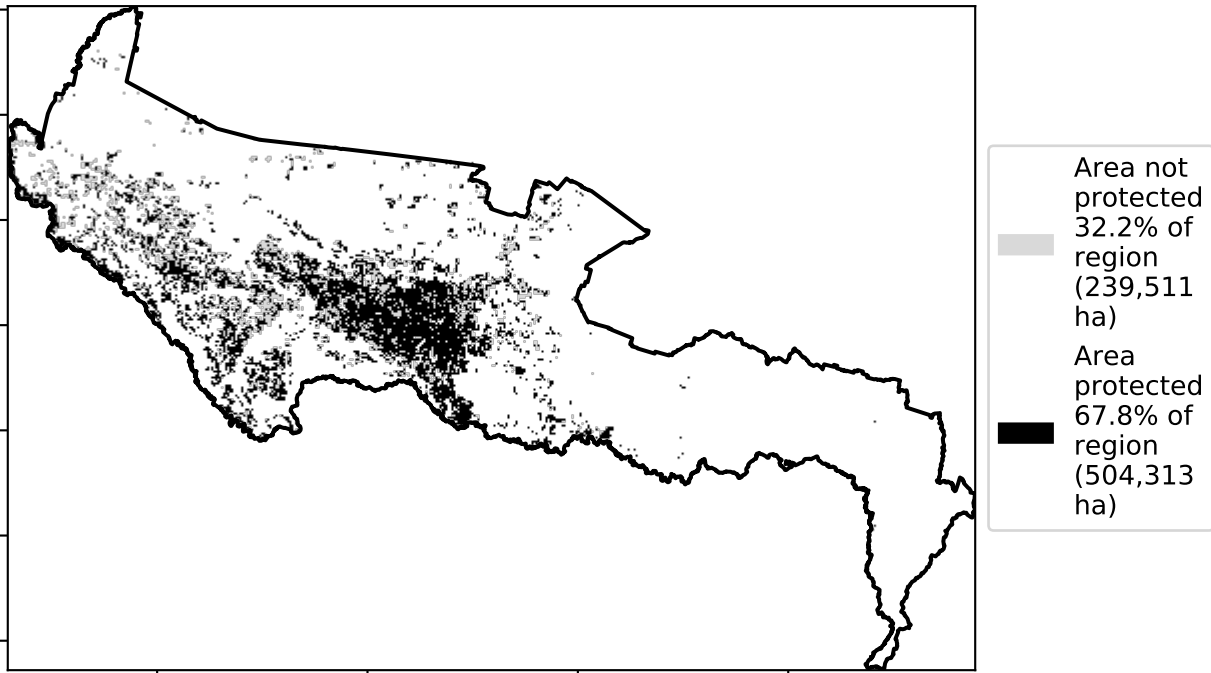 Area not
protected
32.2% of
region
(239,511
ha)
Area
protected
67.8% of
region
(504,313
ha)